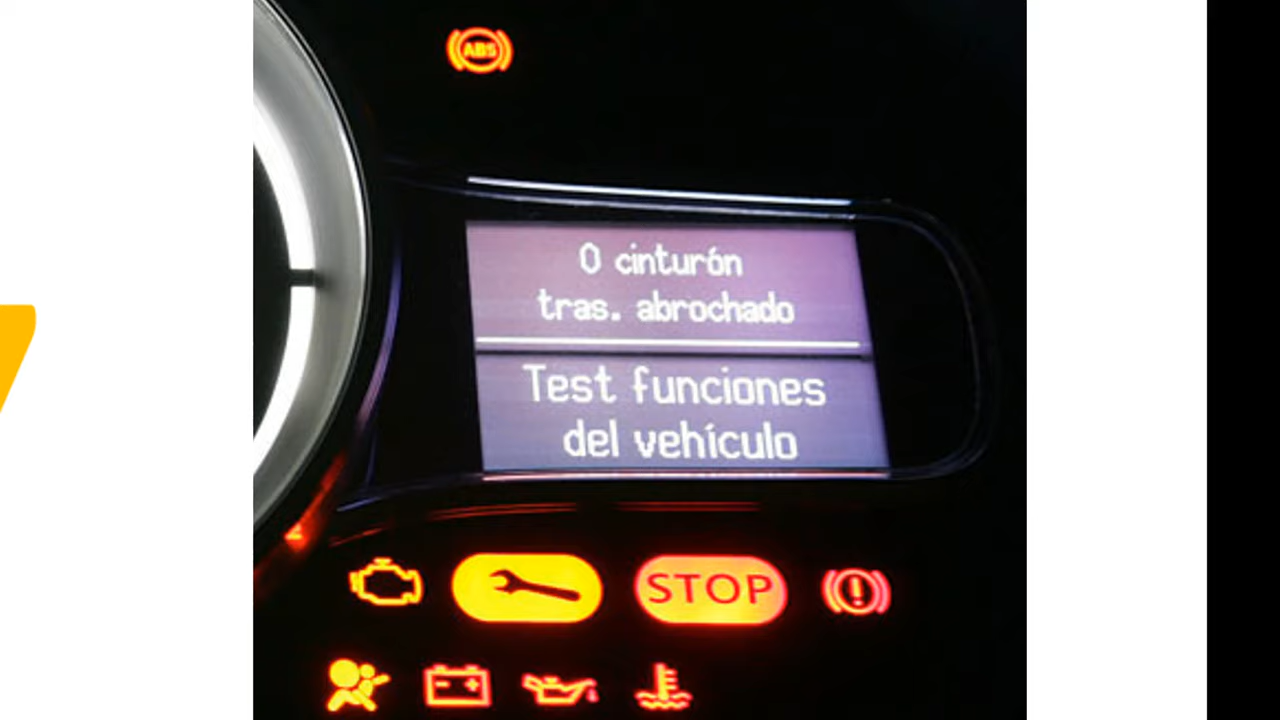 ABS
0 cinturón
tras. abrochado
Test funciones
del vehículo
STOP